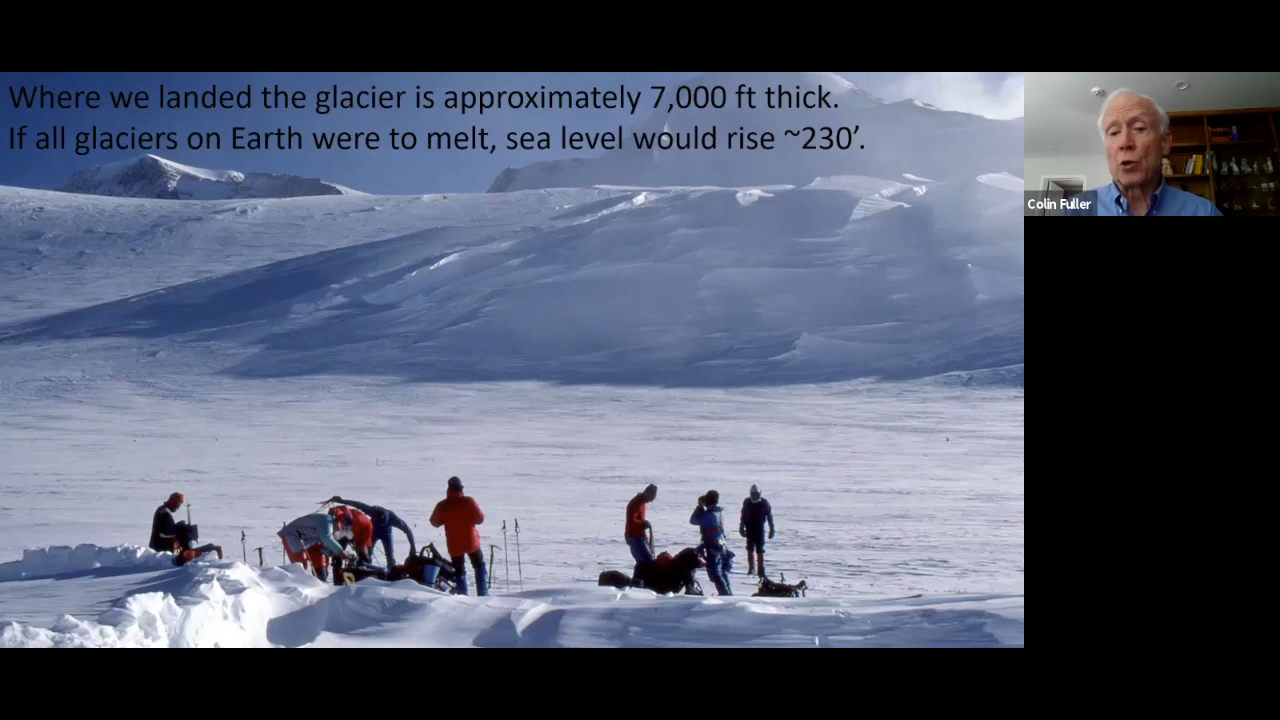 Where we landed the glacier is approximately 7,000 ft thick.
If all glaciers on Earth were to melt, sea level would rise ~230’.
Colin Fuller